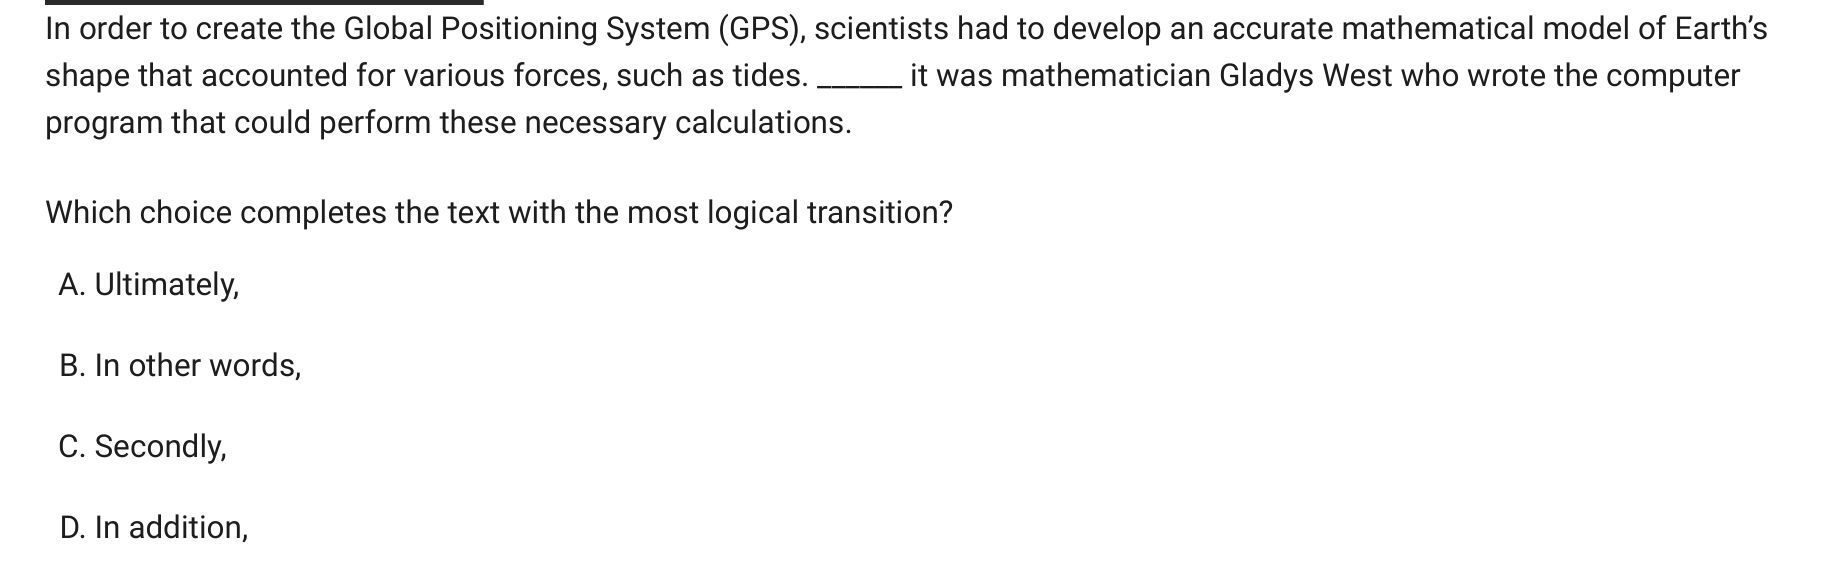 In order to create the Global Positioning System (GPS), scientists had to develop an accurate mathematical model of Earth’s
shape that accounted for various forces, such as tides. ______ it was mathematician Gladys West who wrote the computer
program that could perform these necessary calculations.
Which choice completes the text with the most logical transition?
A. Ultimately,
B. In other words,
C. Secondly,
D. In addition,